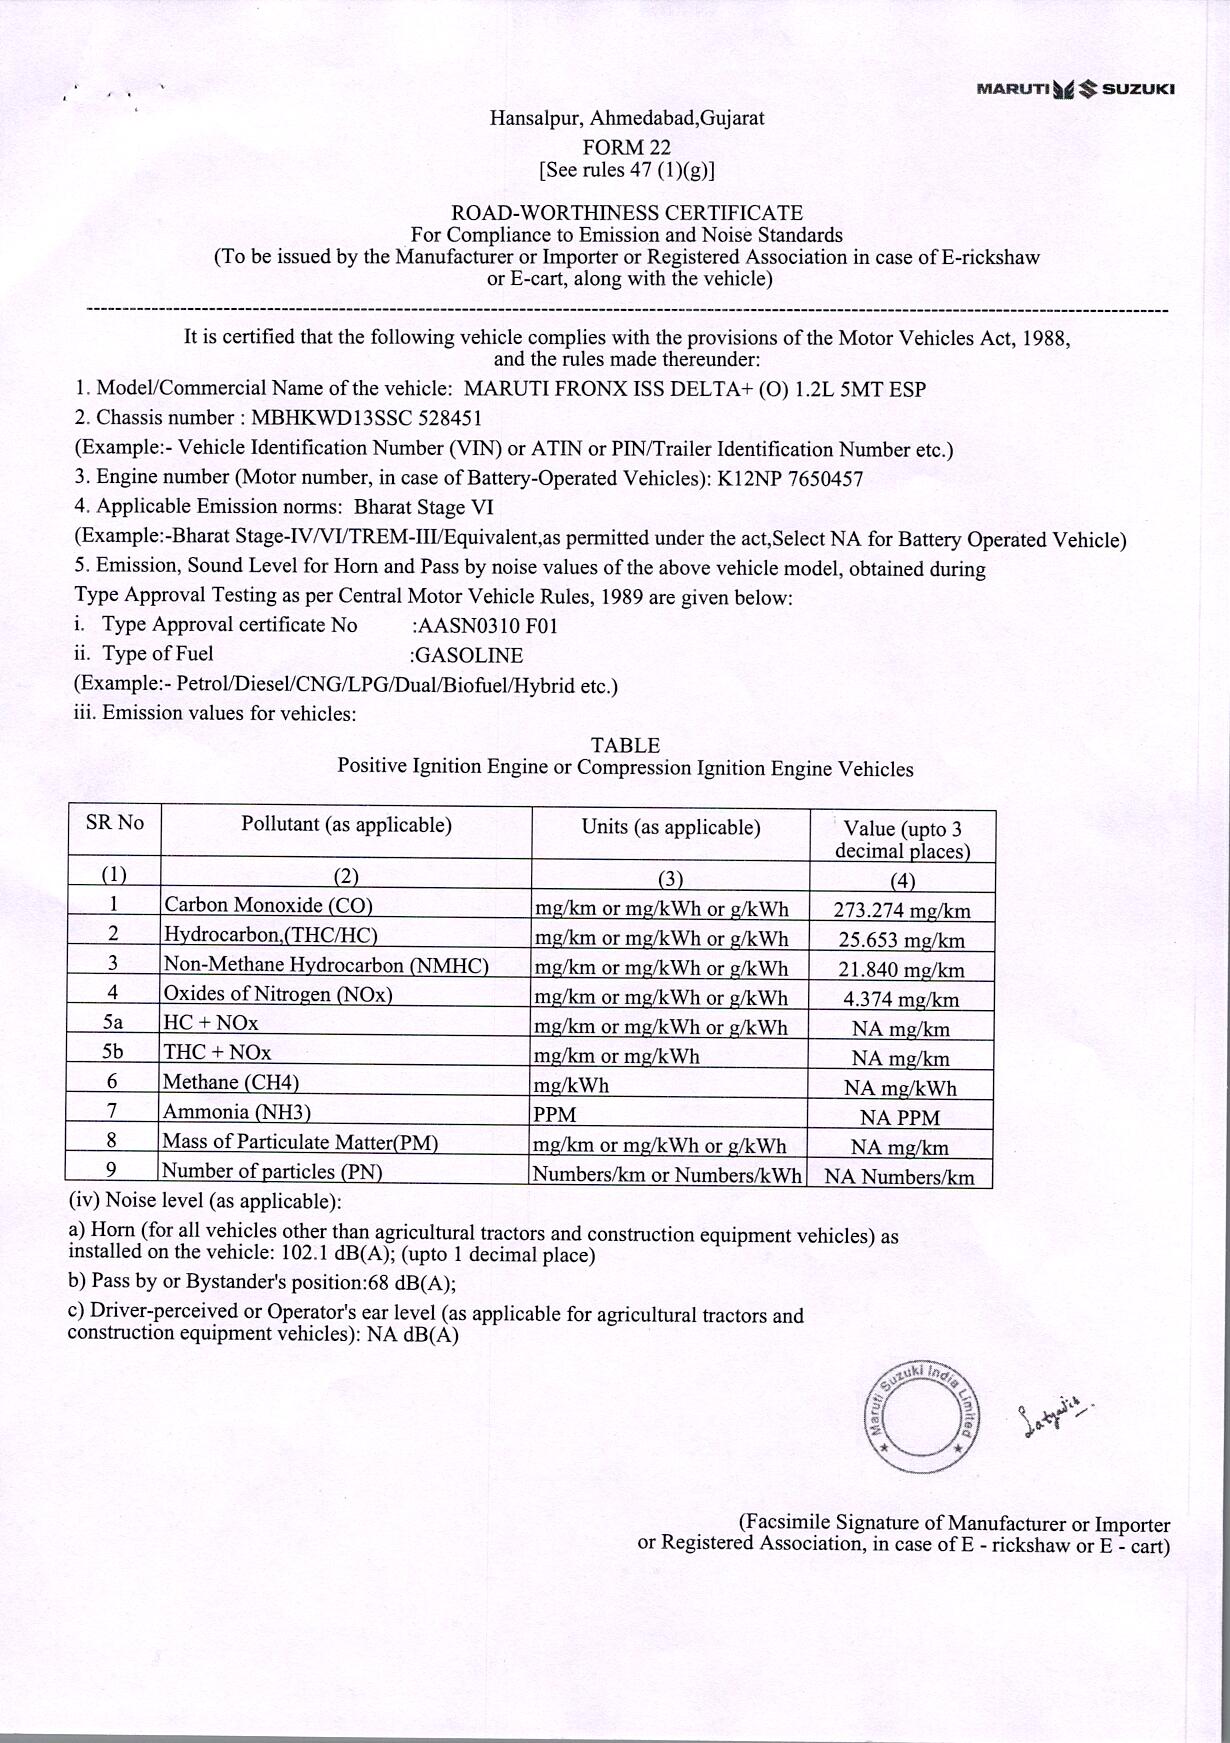 MARUTI SUZUKI
Hansalpur, Ahmedabad,Gujarat
FORM 22
[See rules 47 (1)(g)]
ROAD-WORTHINESS CERTIFICATE
For Compliance to Emission and Noise Standards
(To be issued by the Manufacturer or Importer or Registered Association in case of E-rickshaw
or E-cart, along with the vehicle)
It is certified that the following vehicle complies with the provisions of the Motor Vehicles Act, 1988,
and the rules made thereunder:
1. Model/Commercial Name of the vehicle: MARUTI FRONX ISS DELTA+ (O) 1.2L 5MT ESP
2. Chassis number : MBHKWD13SSC 528451
(Example:- Vehicle Identification Number (VIN) or ATIN or PIN/Trailer Identification Number etc.)
3. Engine number (Motor number, in case of Battery-Operated Vehicles): K12NP 7650457
4. Applicable Emission norms: Bharat Stage VI
(Example:-Bharat Stage-IV/VI/TREM-III/Equivalent,as permitted under the act,Select NA for Battery Operated Vehicle)
5. Emission, Sound Level for Horn and Pass by noise values of the above vehicle model, obtained during
Type Approval Testing as per Central Motor Vehicle Rules, 1989 are given below:
i. Type Approval certificate No :AASN0310 F01
ii. Type of Fuel :GASOLINE
(Example:- Petrol/Diesel/CNG/LPG/Dual/Biofuel/Hybrid etc.)
iii. Emission values for vehicles:
TABLE
Positive Ignition Engine or Compression Ignition Engine Vehicles
SR No Pollutant (as applicable) Units (as applicable) Value (upto 3
decimal places)
(1) (2) (3) (4)
1 Carbon Monoxide (CO) mg/km or mg/kWh or g/kWh 273.274 mg/km
2 Hydrocarbon,(THC/HC) mg/km or mg/kWh or g/kWh 25.653 mg/km
3 Non-Methane Hydrocarbon (NMHC) mg/km or mg/kWh or g/kWh 21.840 mg/km
4 Oxides of Nitrogen (NOx) mg/km or mg/kWh or g/kWh 4.374 mg/km
5a HC + NOx mg/km or mg/kWh or g/kWh NA mg/km
5b THC + NOx mg/km or mg/kWh NA mg/km
6 Methane (CH4) mg/kWh NA mg/kWh
7 Ammonia (NH3) PPM NA PPM
8 Mass of Particulate Matter(PM) mg/km or mg/kWh or g/kWh NA mg/km
9 Number of particles (PN) Numbers/km or Numbers/kWh NA Numbers/km
(iv) Noise level (as applicable):
a) Horn (for all vehicles other than agricultural tractors and construction equipment vehicles) as
installed on the vehicle: 102.1 dB(A); (upto 1 decimal place)
b) Pass by or Bystander's position:68 dB(A);
c) Driver-perceived or Operator's ear level (as applicable for agricultural tractors and
construction equipment vehicles): NA dB(A)
Maruti Suzuki India Limited
(Facsimile Signature of Manufacturer or Importer
or Registered Association, in case of E - rickshaw or E - cart)